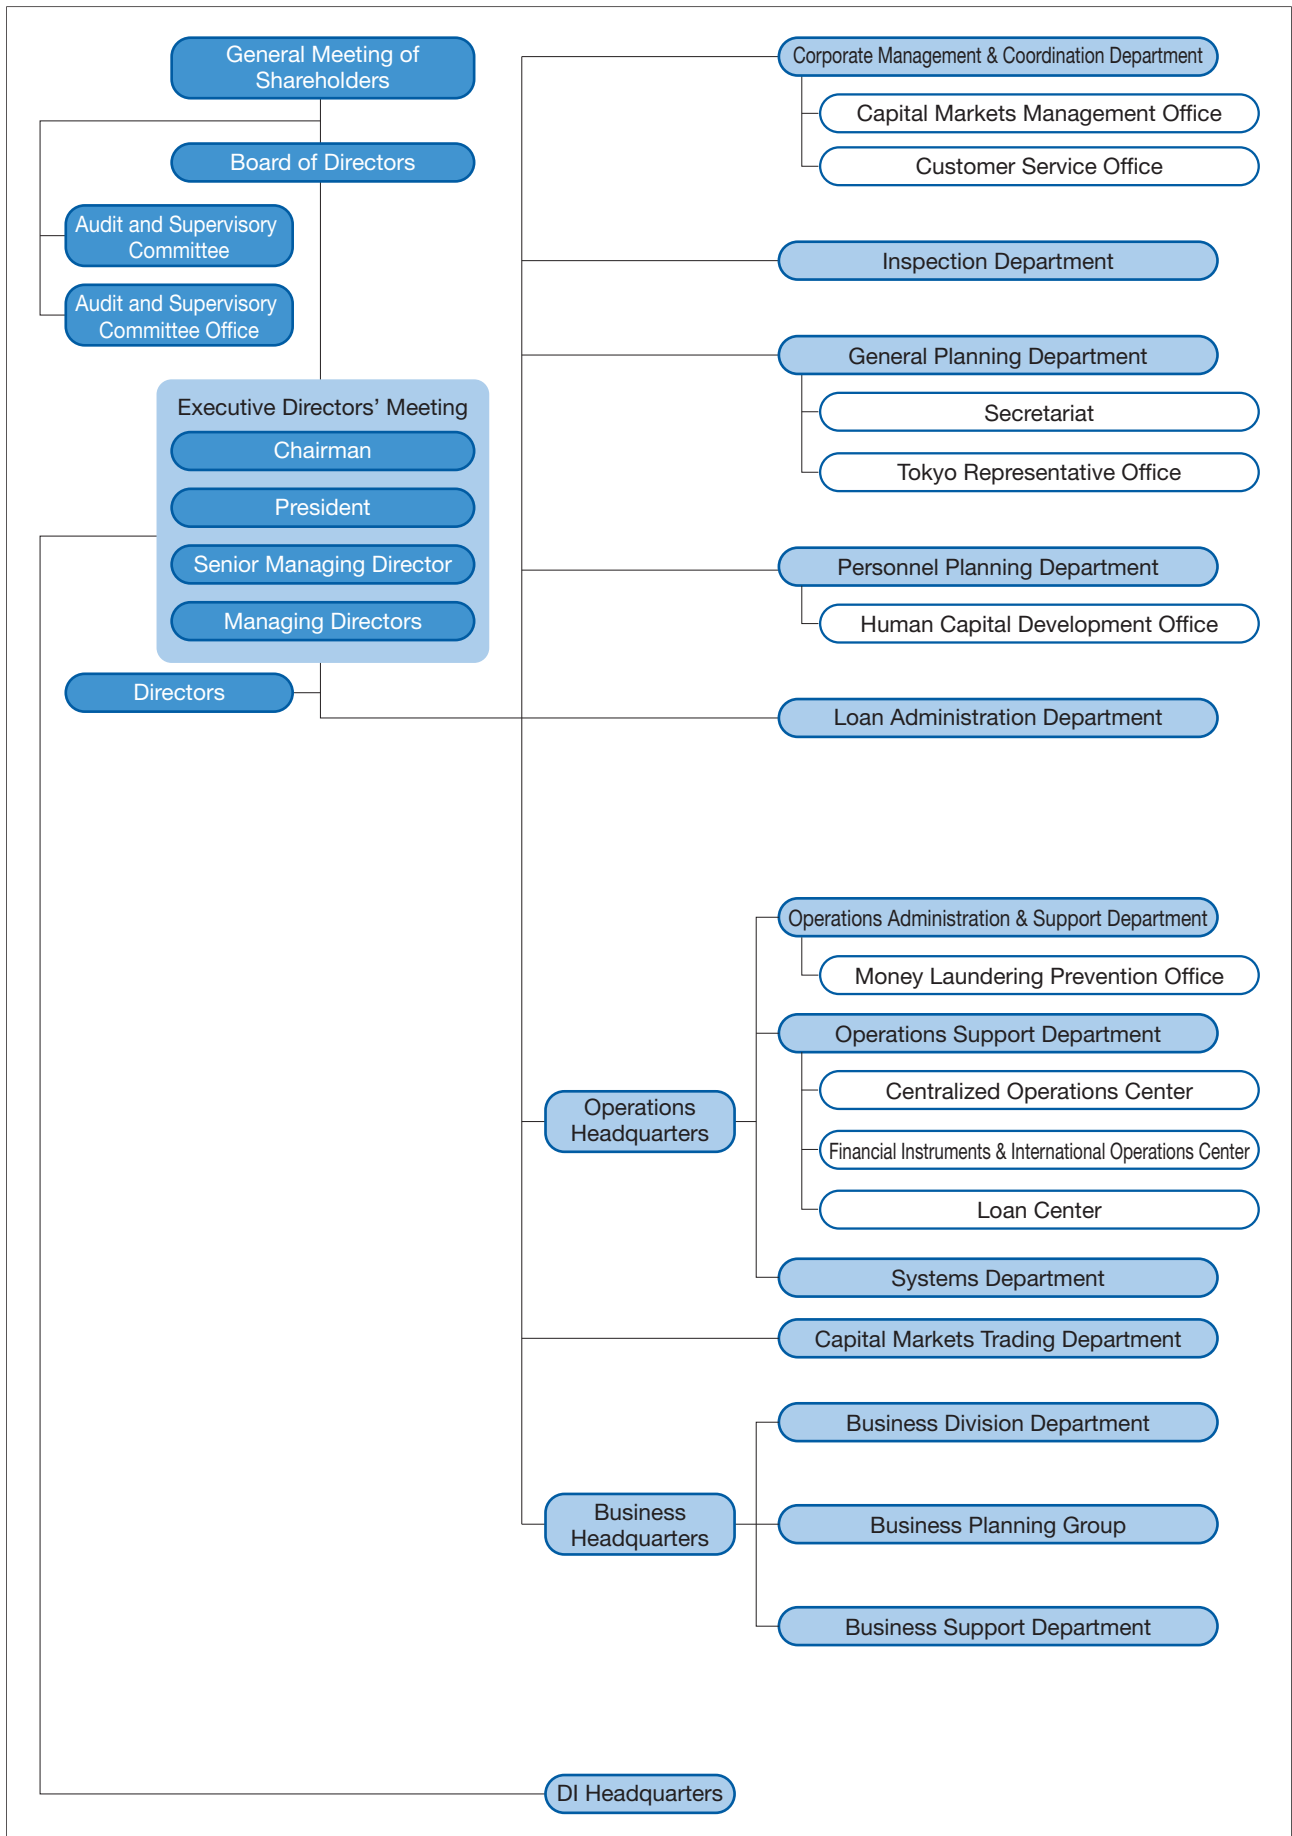 General Meeting of
Shareholders
Board of Directors
Audit and Supervisory
Committee
Audit and Supervisory
Committee Office
Executive Directors’ Meeting
Chairman
President
Senior Managing Director
Managing Directors
Directors
Corporate Management & Coordination Department
Capital Markets Management Office
Customer Service Office
Inspection Department
General Planning Department
Secretariat
Tokyo Representative Office
Personnel Planning Department
Human Capital Development Office
Loan Administration Department
Operations
Headquarters
Operations Administration & Support Department
Money Laundering Prevention Office
Operations Support Department
Centralized Operations Center
Financial Instruments & International Operations Center
Loan Center
Systems Department
Capital Markets Trading Department
Business
Headquarters
Business Division Department
Business Planning Group
Business Support Department
DI Headquarters